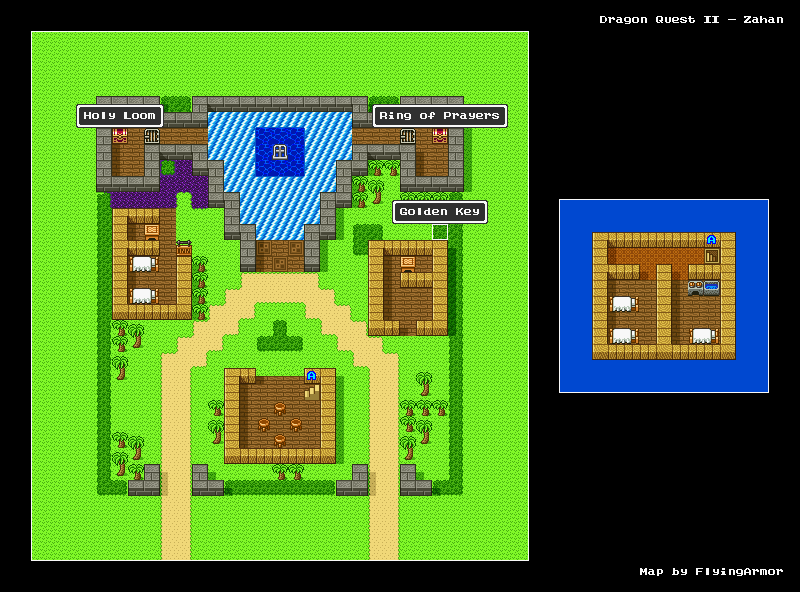 Dragon Quest II – Zahan
Holy Loom
Ring of Prayers
Golden Key
Map by FlyingArmor